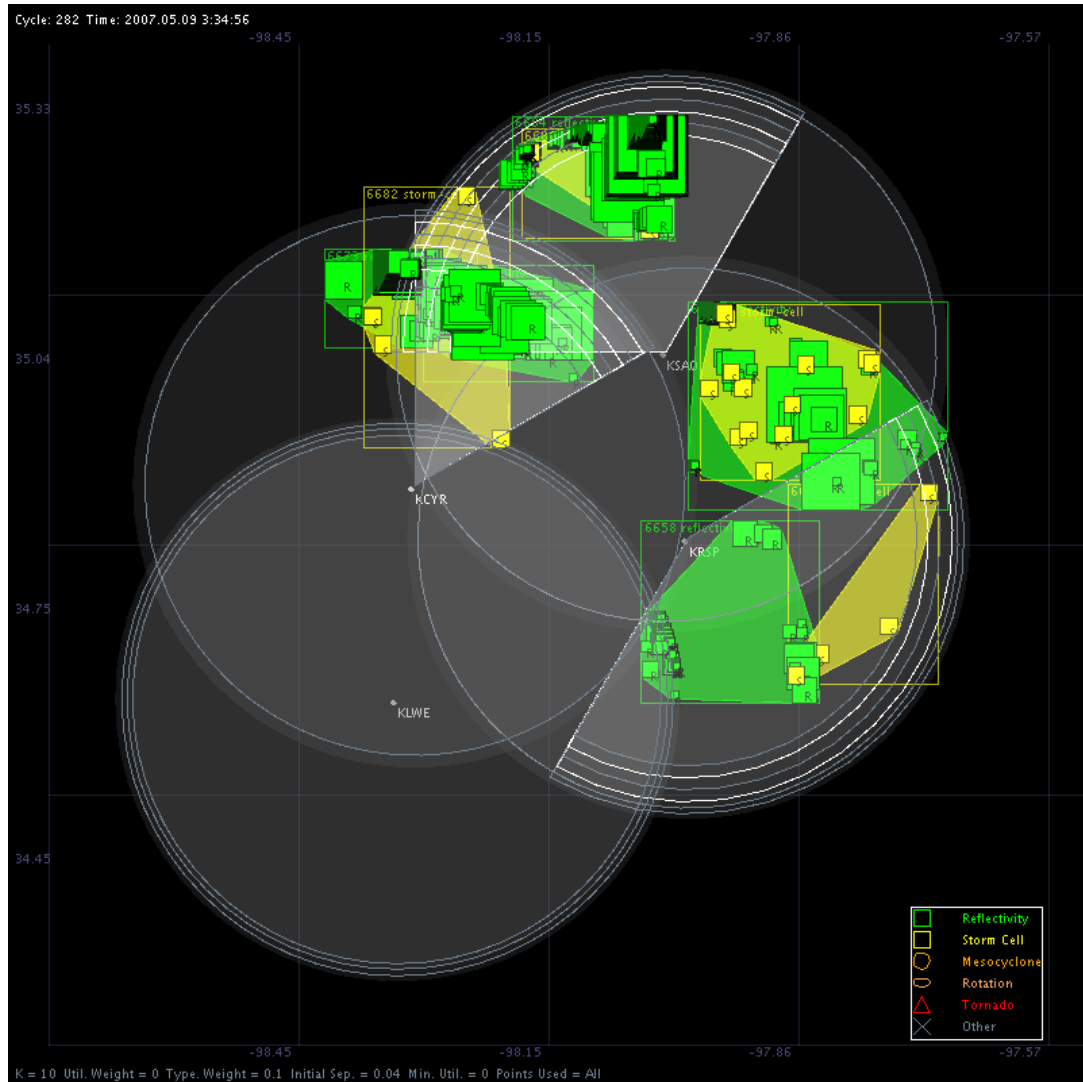 Cycle: 282 Time: 2007.05.09 3:34:56
-98.45 -98.15 -97.86 -97.57
35.33
6682 storm
35.04
KSAO
KCYR
KRSP
6658 reflectiv
34.75
KLWE
34.45
Reflectivity
Storm Cell
Mesocyclone
Rotation
Tornado
Other
-98.45 -98.15 -97.86 -97.57
K = 10 Util. Weight = 0 Type. Weight = 0.1 Initial Sep. = 0.04 Min. Util. = 0 Points Used = All